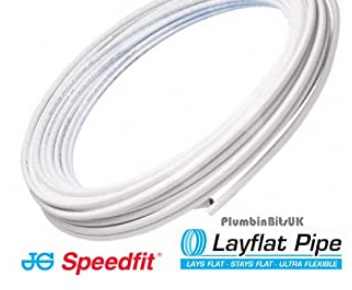 PlumbinBitsUK
JG Speedfit®
Layflat Pipe
LAYS FLAT - STAYS FLAT - ULTRA FLEXIBLE